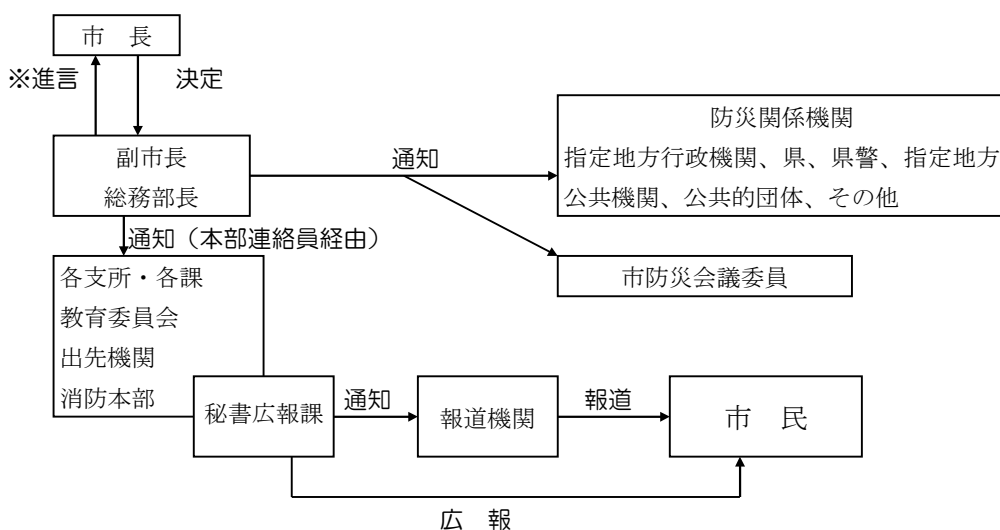 市　長
※進言
決定
副市長
総務部長
通知
防災関係機関
指定地方行政機関、県、県警、指定地方
公共機関、公共的団体、その他
通知（本部連絡員経由）
市防災会議委員
各支所・各課
教育委員会
出先機関
消防本部
秘書広報課
通知
報道機関
報道
市　民
広　報